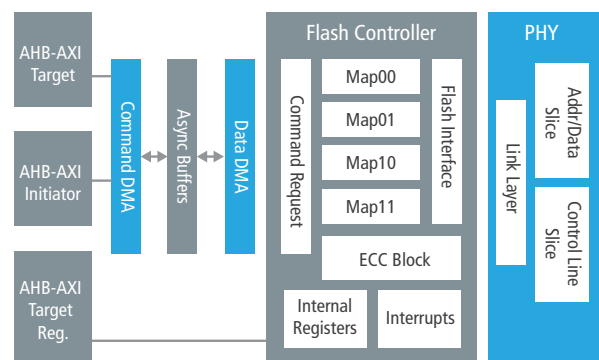 AHB-AXI
Target
AHB-AXI
Initiator
AHB-AXI
Target
Reg.
Command DMA
Async Buffers
Data DMA
Flash Controller
Command Request
Map00
Map01
Map10
Map11
Flash Interface
ECC Block
Internal
Registers
Interrupts
PHY
Link Layer
Addr/Data
Slice
Control Line
Slice